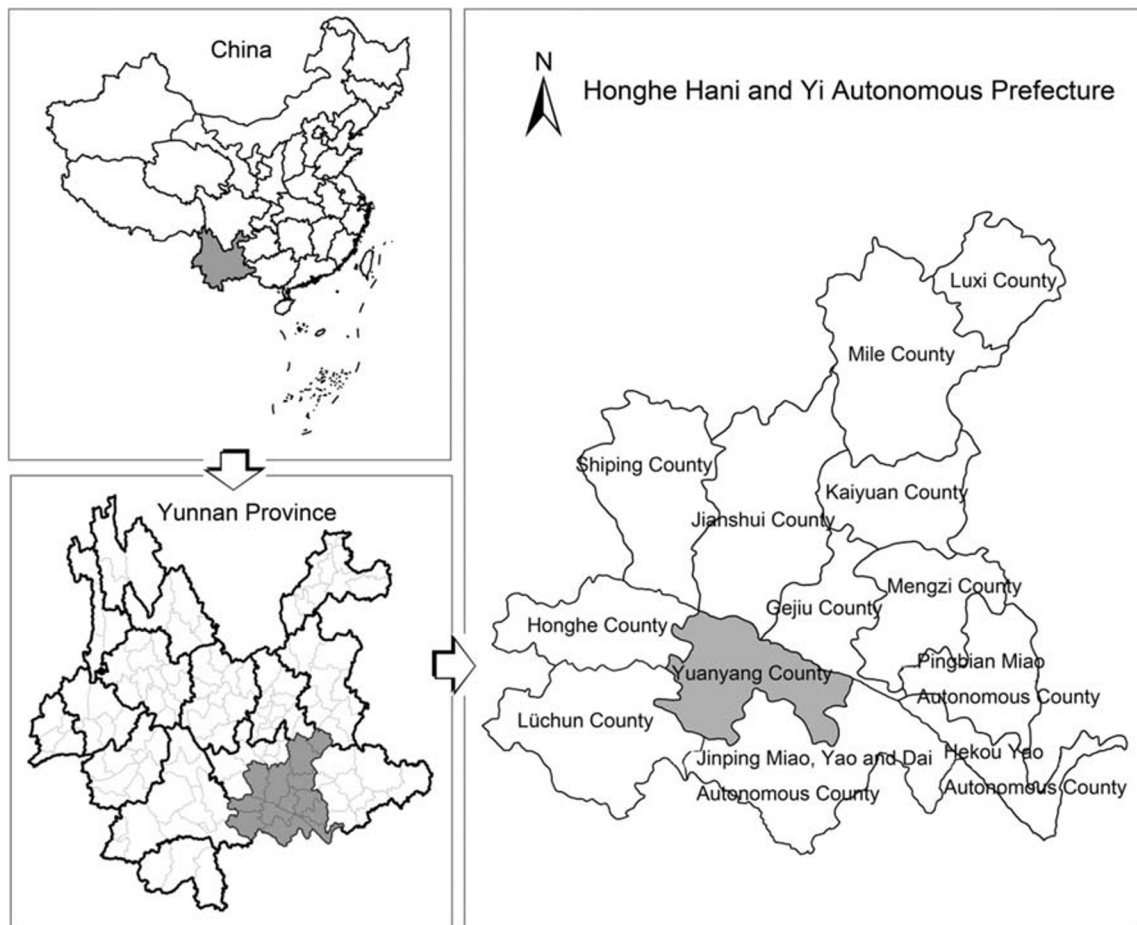 China
N
Honghe Hani and Yi Autonomous Prefecture
Luxi County
Mile County
Shiping County
Kaiyuan County
Jianshui County
Mengzi County
Gejiu County
Honghe County
Pingbian Miao
Autonomous County
Yuanyang County
Lüchun County
Jinping Miao, Yao and Dai
Autonomous County
Hekou Yao
Autonomous County
Yunnan Province